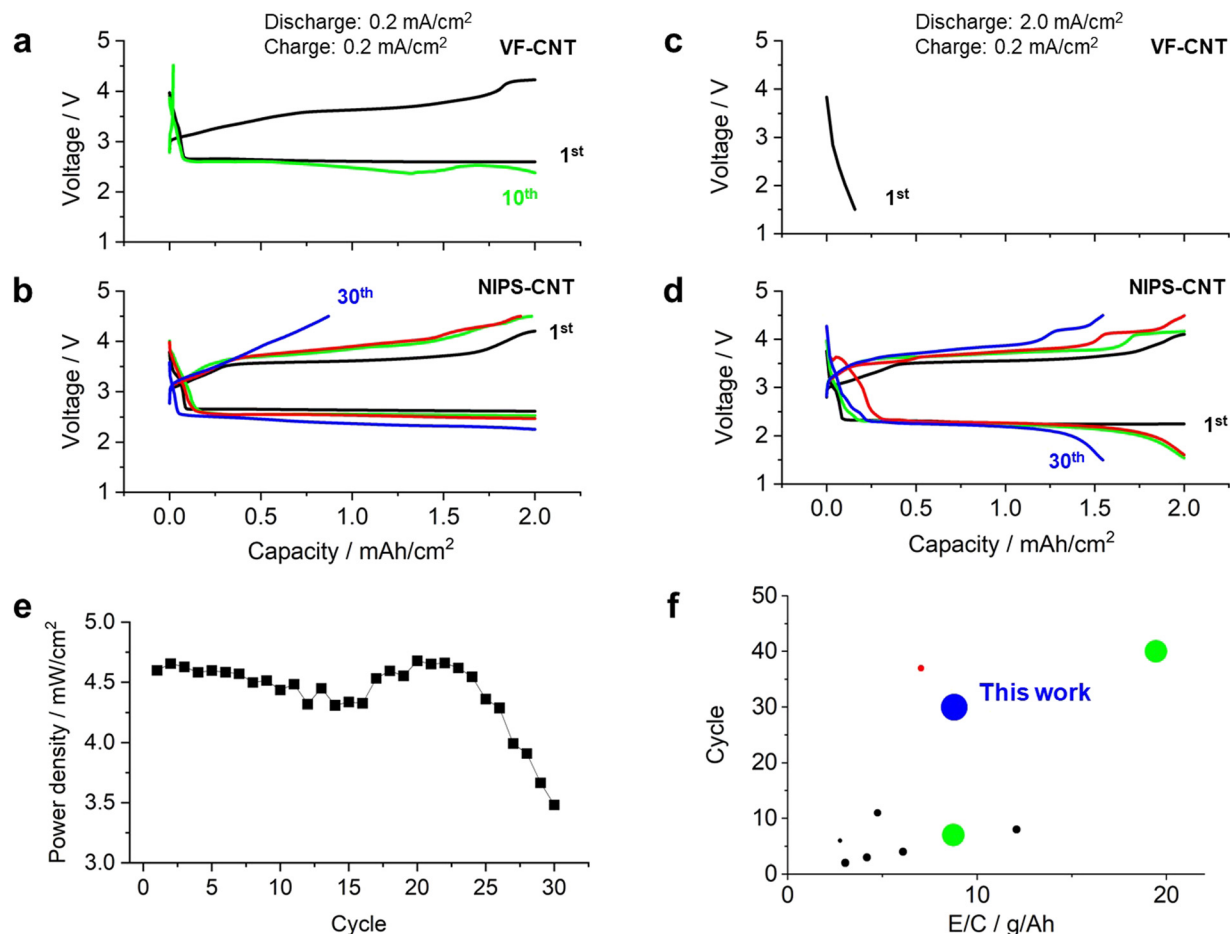 a
Discharge: 0.2 mA/cm²
Charge: 0.2 mA/cm²
VF-CNT
5
4
3
2
1
Voltage / V
1st
10th
c
Discharge: 2.0 mA/cm²
Charge: 0.2 mA/cm²
VF-CNT
5
4
3
2
1
Voltage / V
1st
b
NIPS-CNT
30th
1st
5
4
3
2
1
Voltage / V
0.0 0.5 1.0 1.5 2.0
Capacity / mAh/cm²
d
NIPS-CNT
1st
30th
5
4
3
2
1
Voltage / V
0.0 0.5 1.0 1.5 2.0
Capacity / mAh/cm²
e
5.0
4.5
4.0
3.5
3.0
Power density / mW/cm²
0 5 10 15 20 25 30
Cycle
f
50
40
30
20
10
0
Cycle
This work
0 10 20
E/C / g/Ah